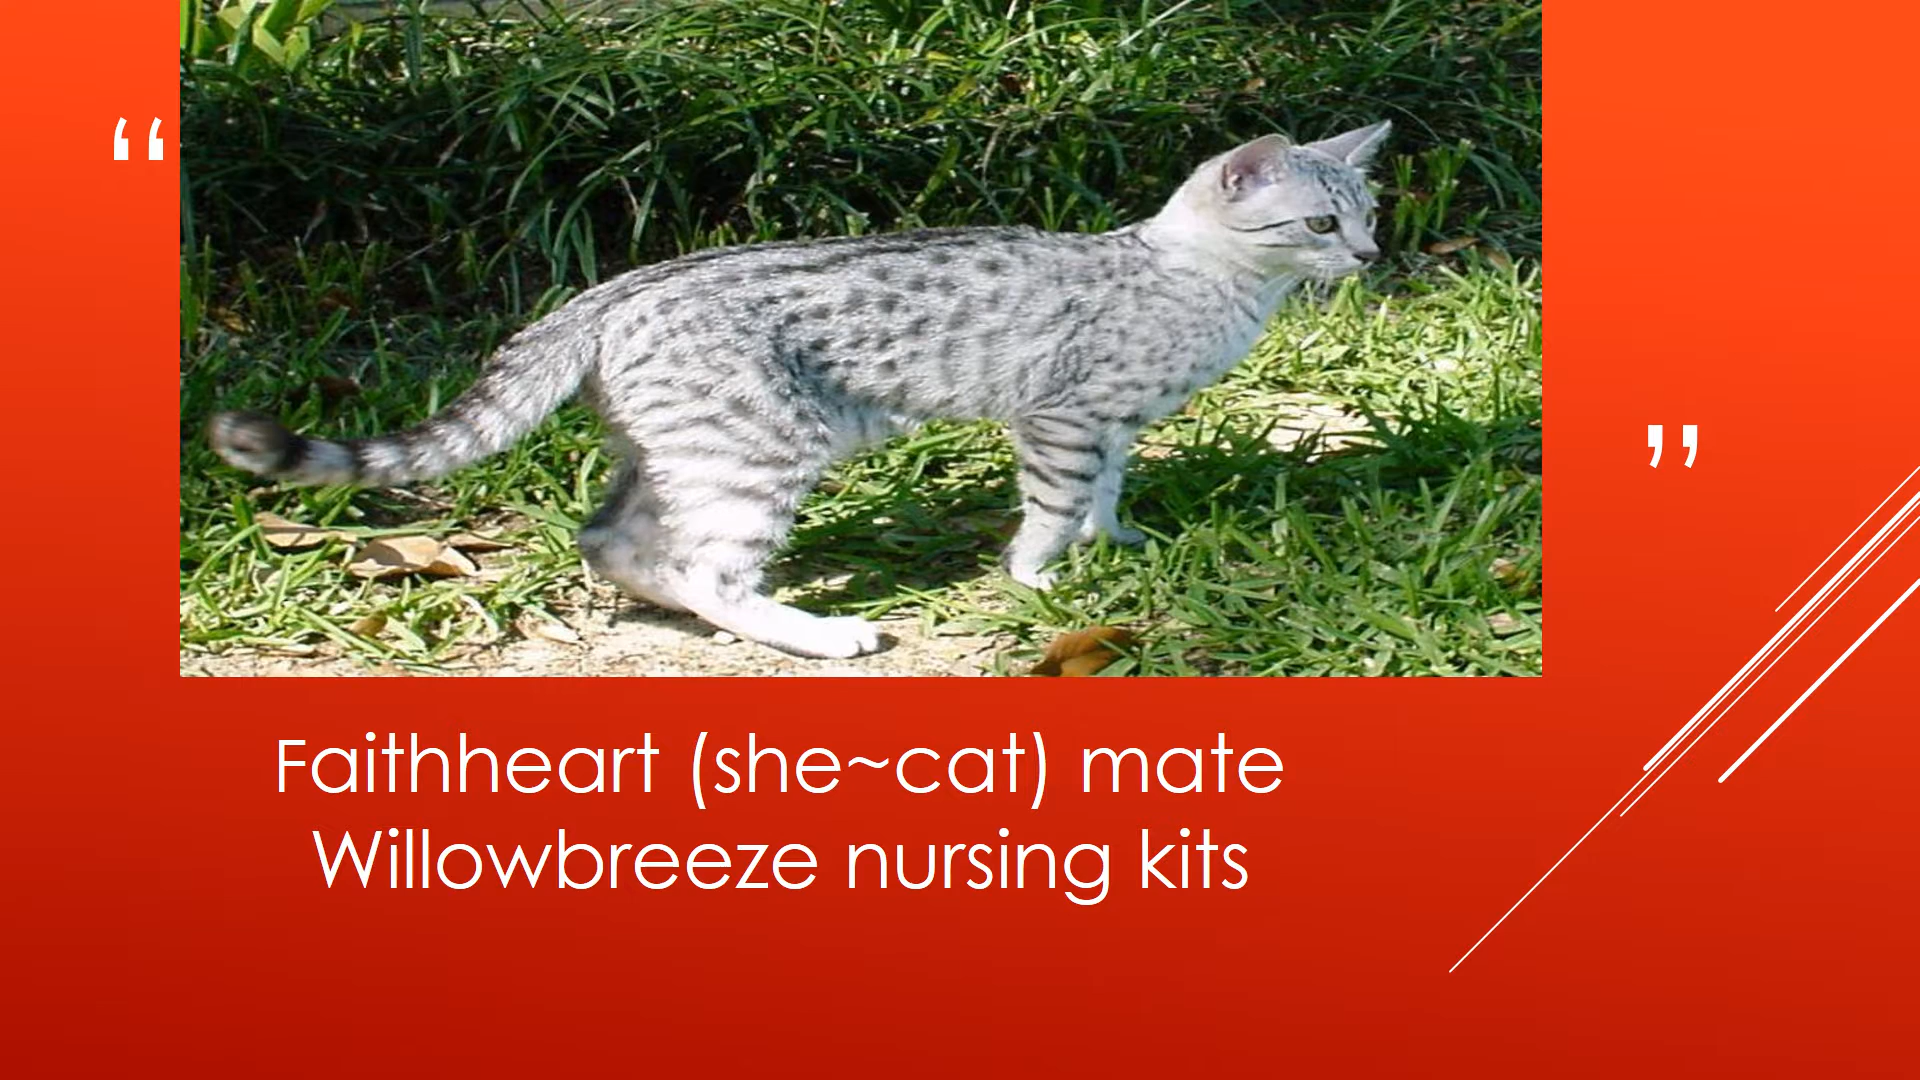 “
”
Faithheart (she~cat) mate
Willowbreeze nursing kits